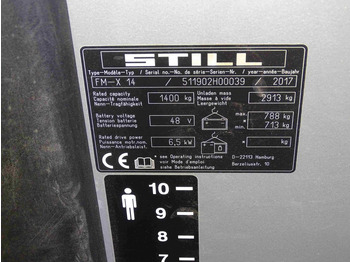 STILL
Type-Modèle-Typ / Serial no.-No. de série-Serien-Nr. / year-année-Baujahr
FM-X 14 / 511902H00039 / 2017
Rated capacity
Capacité nominale
Nenn-Tragfähigkeit
1400 kg
Unladen mass
Masse à vide
Leergewicht
2913 kg
Battery voltage
Tension batterie
Batteriespannung
48 V
max
788 kg
min
713 kg
Rated drive power
Puissance motr.nom.
Nenn-Antriebsleist.
6,5 kW
kg
CE
see Operating instructions
voir Mode d'emploi
siehe Betriebsanleitung
D-22113 Hamburg
Berzeliusstr. 10
10
9
8
7